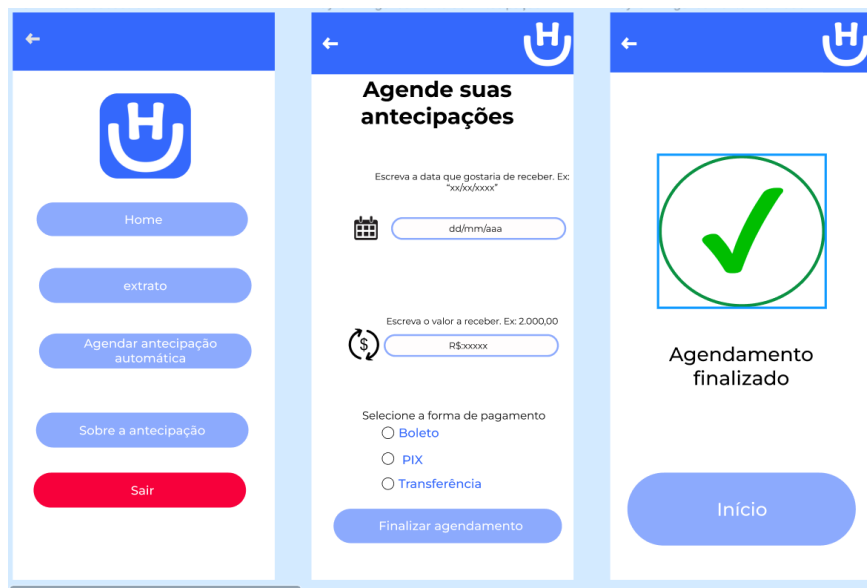 H
Home
extrato
Agendar antecipação
automática
Sobre a antecipação
Sair
H
Agende suas
antecipações
Escreva a data que gostaria de receber. Ex:
“xx/xx/xxxx”
dd/mm/aaa
Escreva o valor a receber. Ex: 2.000,00
$
R$:xxxxx
Selecione a forma de pagamento
Boleto
PIX
Transferência
Finalizar agendamento
H
Agendamento
finalizado
Início